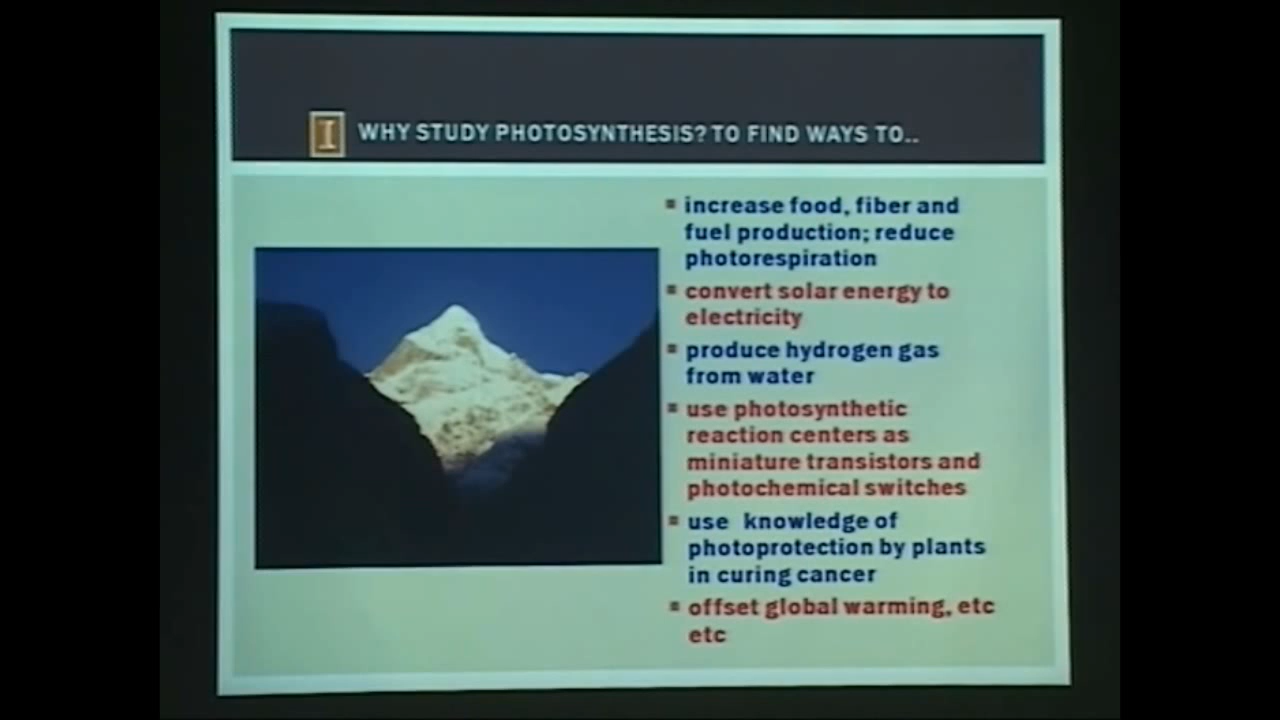 I WHY STUDY PHOTOSYNTHESIS? TO FIND WAYS TO..
▪ increase food, fiber and
fuel production; reduce
photorespiration
▪ convert solar energy to
electricity
▪ produce hydrogen gas
from water
▪ use photosynthetic
reaction centers as
miniature transistors and
photochemical switches
▪ use knowledge of
photoprotection by plants
in curing cancer
▪ offset global warming, etc
etc